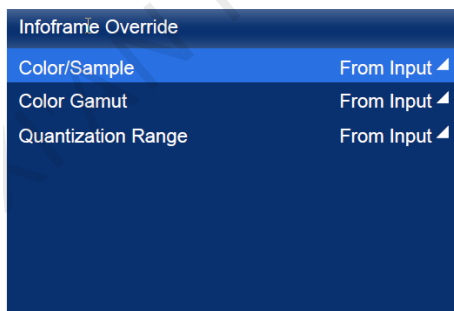 Infoframe Override
Color/Sample From Input
Color Gamut From Input
Quantization Range From Input